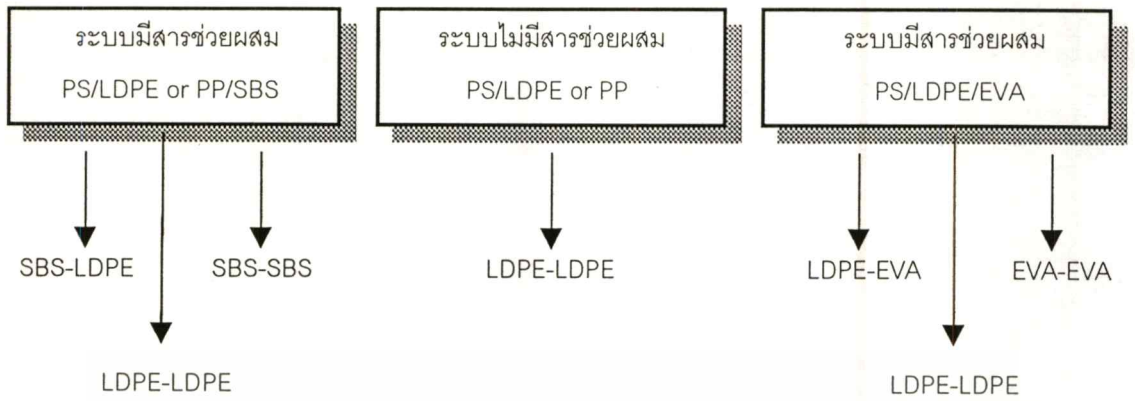 ระบบมีสารช่วยผสม
PS/LDPE or PP/SBS
ระบบไม่มีสารช่วยผสม
PS/LDPE or PP
ระบบมีสารช่วยผสม
PS/LDPE/EVA
SBS-LDPE
SBS-SBS
LDPE-LDPE
LDPE-EVA
EVA-EVA
LDPE-LDPE
LDPE-LDPE